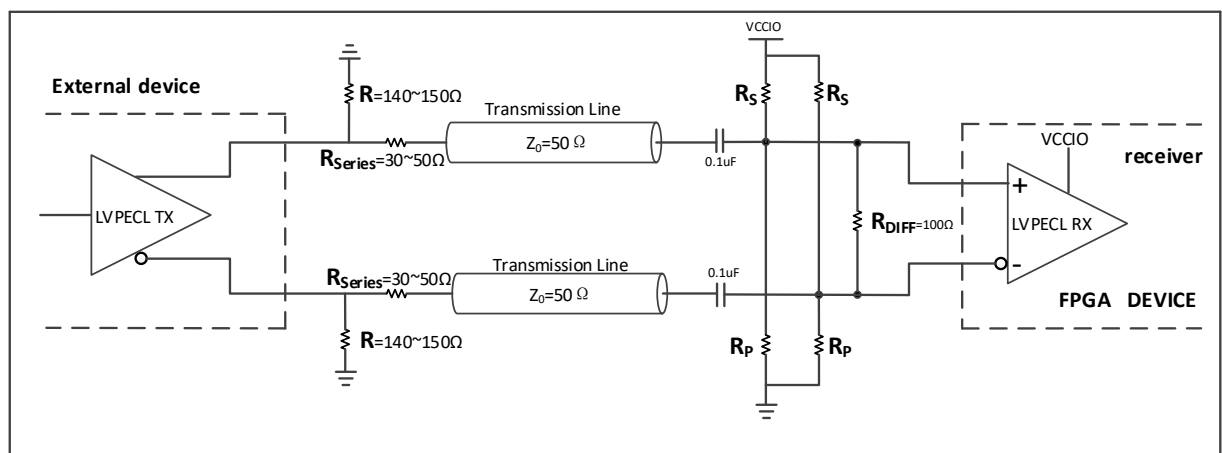 VCCIO
External device
R=140~150Ω
RS
RS
Transmission Line
Z0=50 Ω
0.1uF
RSeries=30~50Ω
VCCIO
receiver
LVPECL TX
+
RDIFF=100Ω
LVPECL RX
-
0.1uF
Transmission Line
RSeries=30~50Ω
Z0=50 Ω
FPGA DEVICE
R=140~150Ω
RP
RP